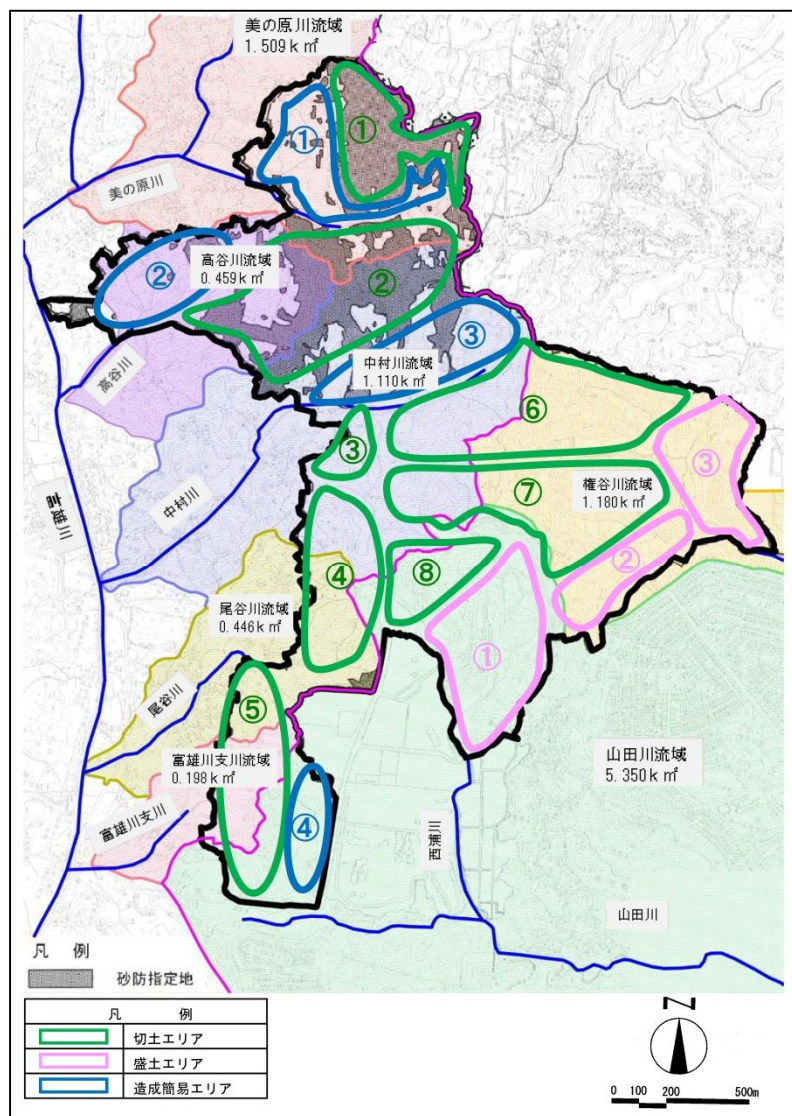 美の原川流域
1.509k㎡
①
①
美の原川
高谷川流域
0.459k㎡
②
②
③
中村川流域
1.110k㎡
高谷川
⑥
③
③
富雄川
中村川
⑦
権谷川流域
1.180k㎡
②
④
⑧
尾谷川流域
0.446k㎡
①
尾谷川
⑤
富雄川支川流域
0.198k㎡
山田川流域
5.350k㎡
富雄川支川
④
西浦川
山田川
凡 例
砂防指定地
凡 例
切土エリア
盛土エリア
造成簡易エリア
N
0 100 200 500m